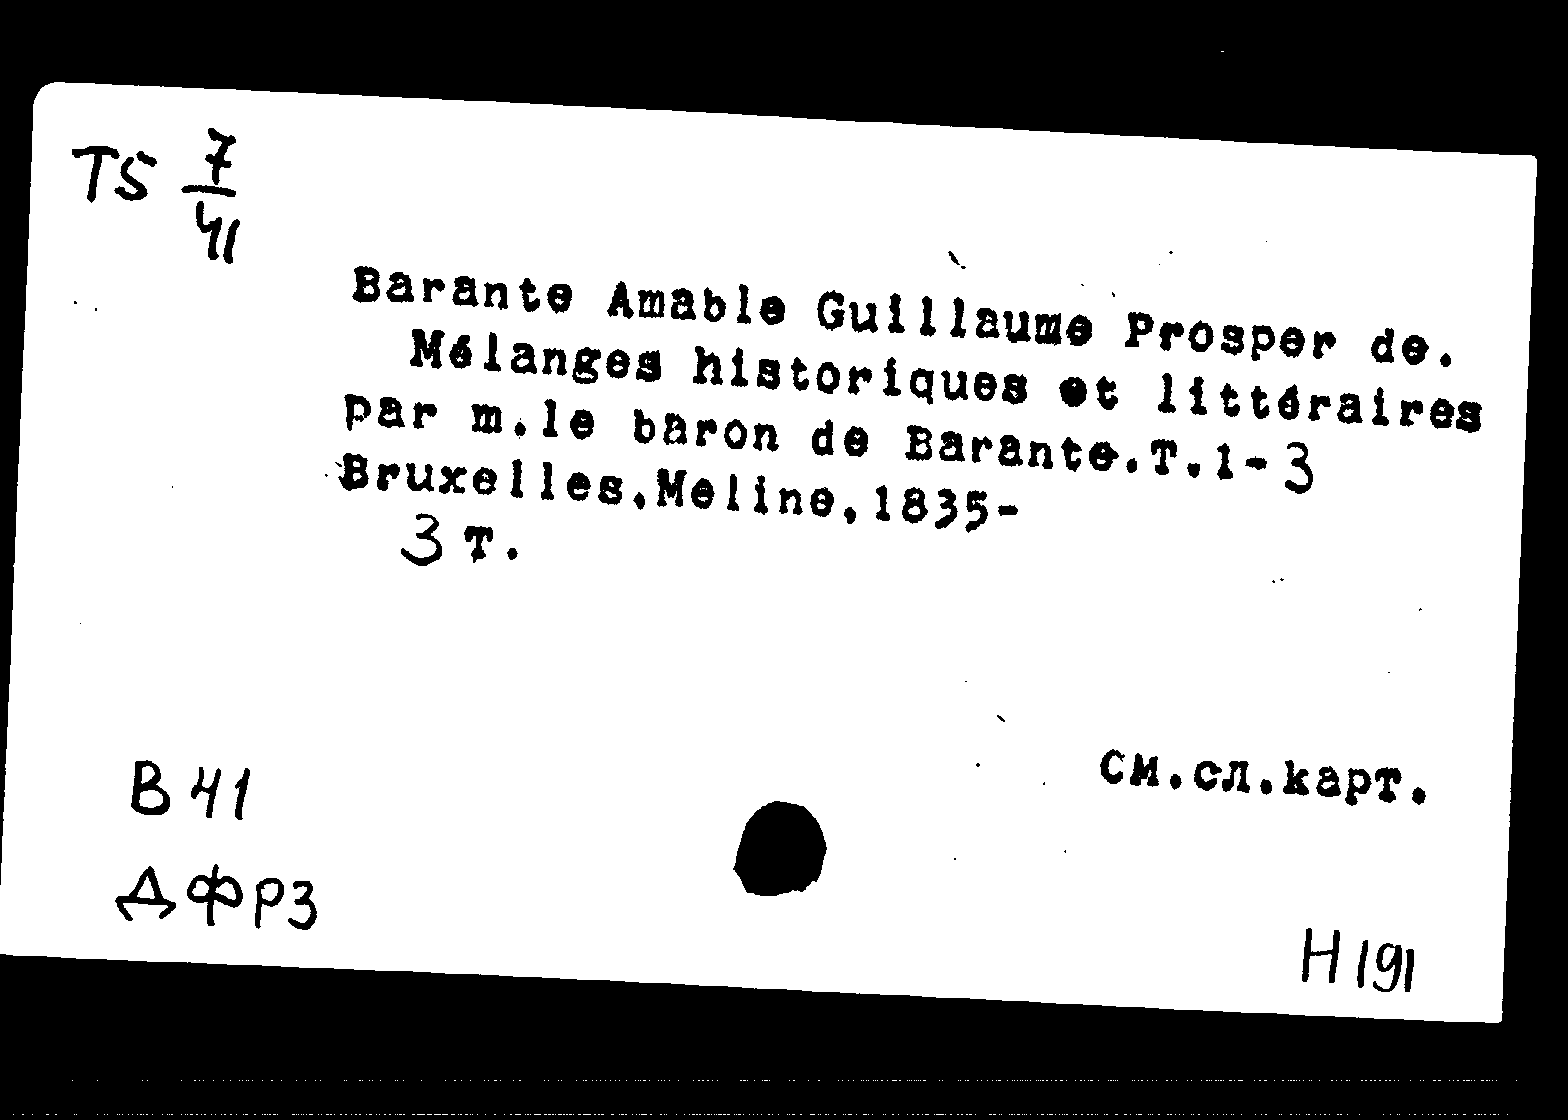 TS 7/41
Barante Amable Guillaume Prosper de.
Mélanges historiques et littéraires
par m.le baron de Barante.T.1-3
Bruxelles,Meline,1835-
3 т.
см.сл.карт.
В 41
ДФРЗ
H 191